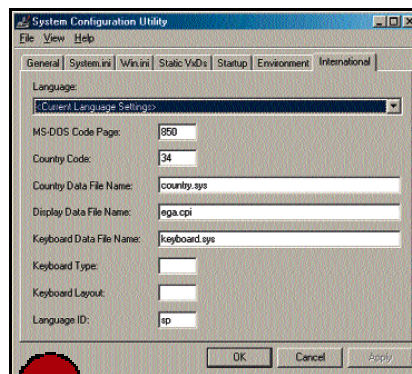 System Configuration Utility
File View Help
General System.ini Win.ini Static VxDs Startup Environment International
Language:
<Current Language Settings>
MS-DOS Code Page: 850
Country Code: 34
Country Data File Name: country.sys
Display Data File Name: ega.cpi
Keyboard Data File Name: keyboard.sys
Keyboard Type:
Keyboard Layout:
Language ID: sp
OK Cancel Apply